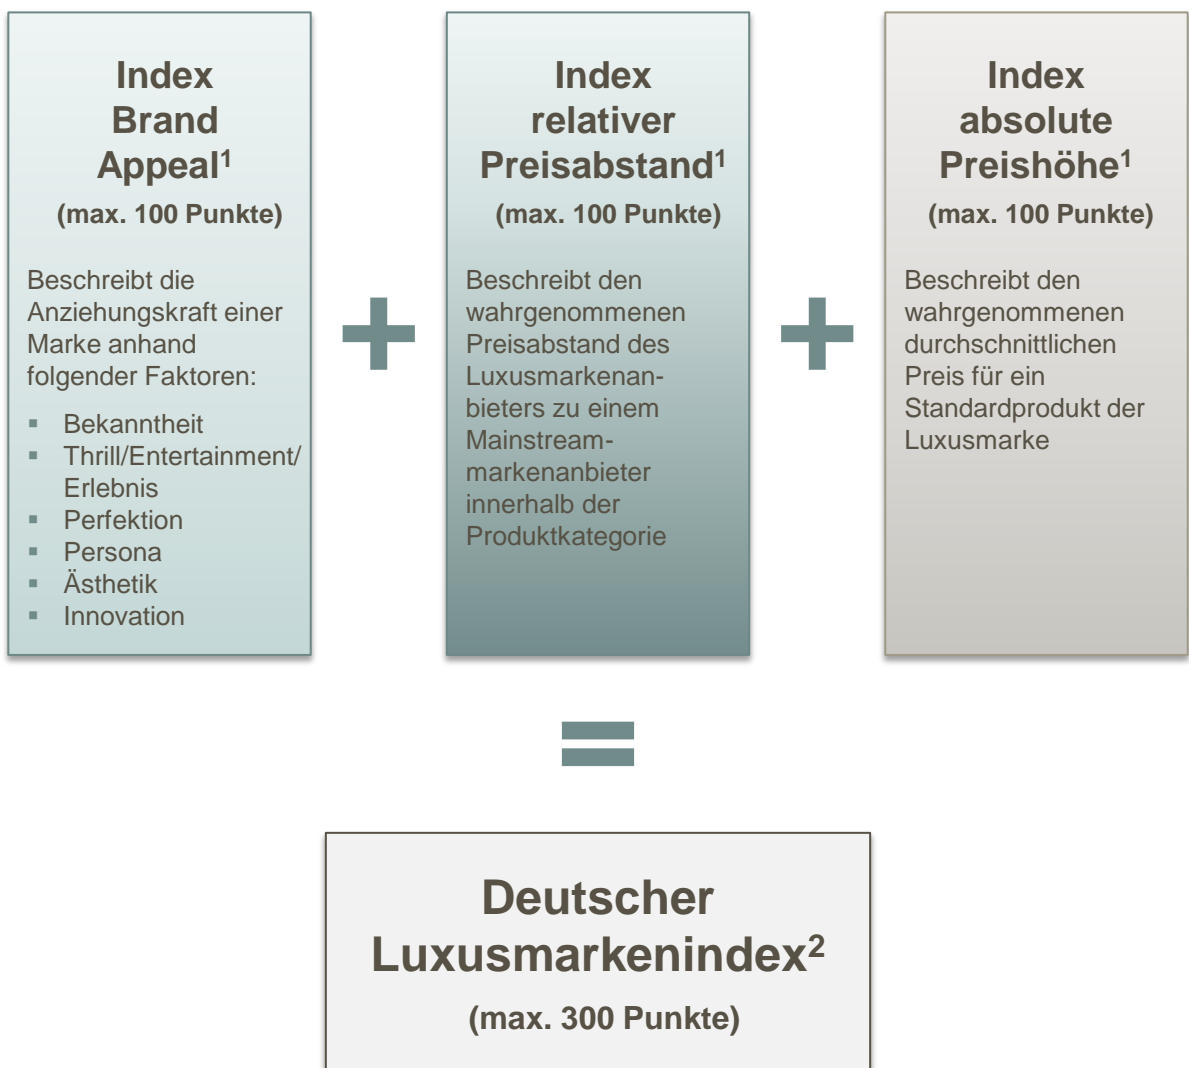 Index
Brand
Appeal¹
(max. 100 Punkte)
Beschreibt die
Anziehungskraft einer
Marke anhand
folgender Faktoren:
▪ Bekanntheit
▪ Thrill/Entertainment/
Erlebnis
▪ Perfektion
▪ Persona
▪ Ästhetik
▪ Innovation
+
Index
relativer
Preisabstand¹
(max. 100 Punkte)
Beschreibt den
wahrgenommenen
Preisabstand des
Luxusmarkenan-
bieters zu einem
Mainstream-
markenanbieter
innerhalb der
Produktkategorie
+
Index
absolute
Preishöhe¹
(max. 100 Punkte)
Beschreibt den
wahrgenommenen
durchschnittlichen
Preis für ein
Standardprodukt der
Luxusmarke
=
Deutscher
Luxusmarkenindex²
(max. 300 Punkte)